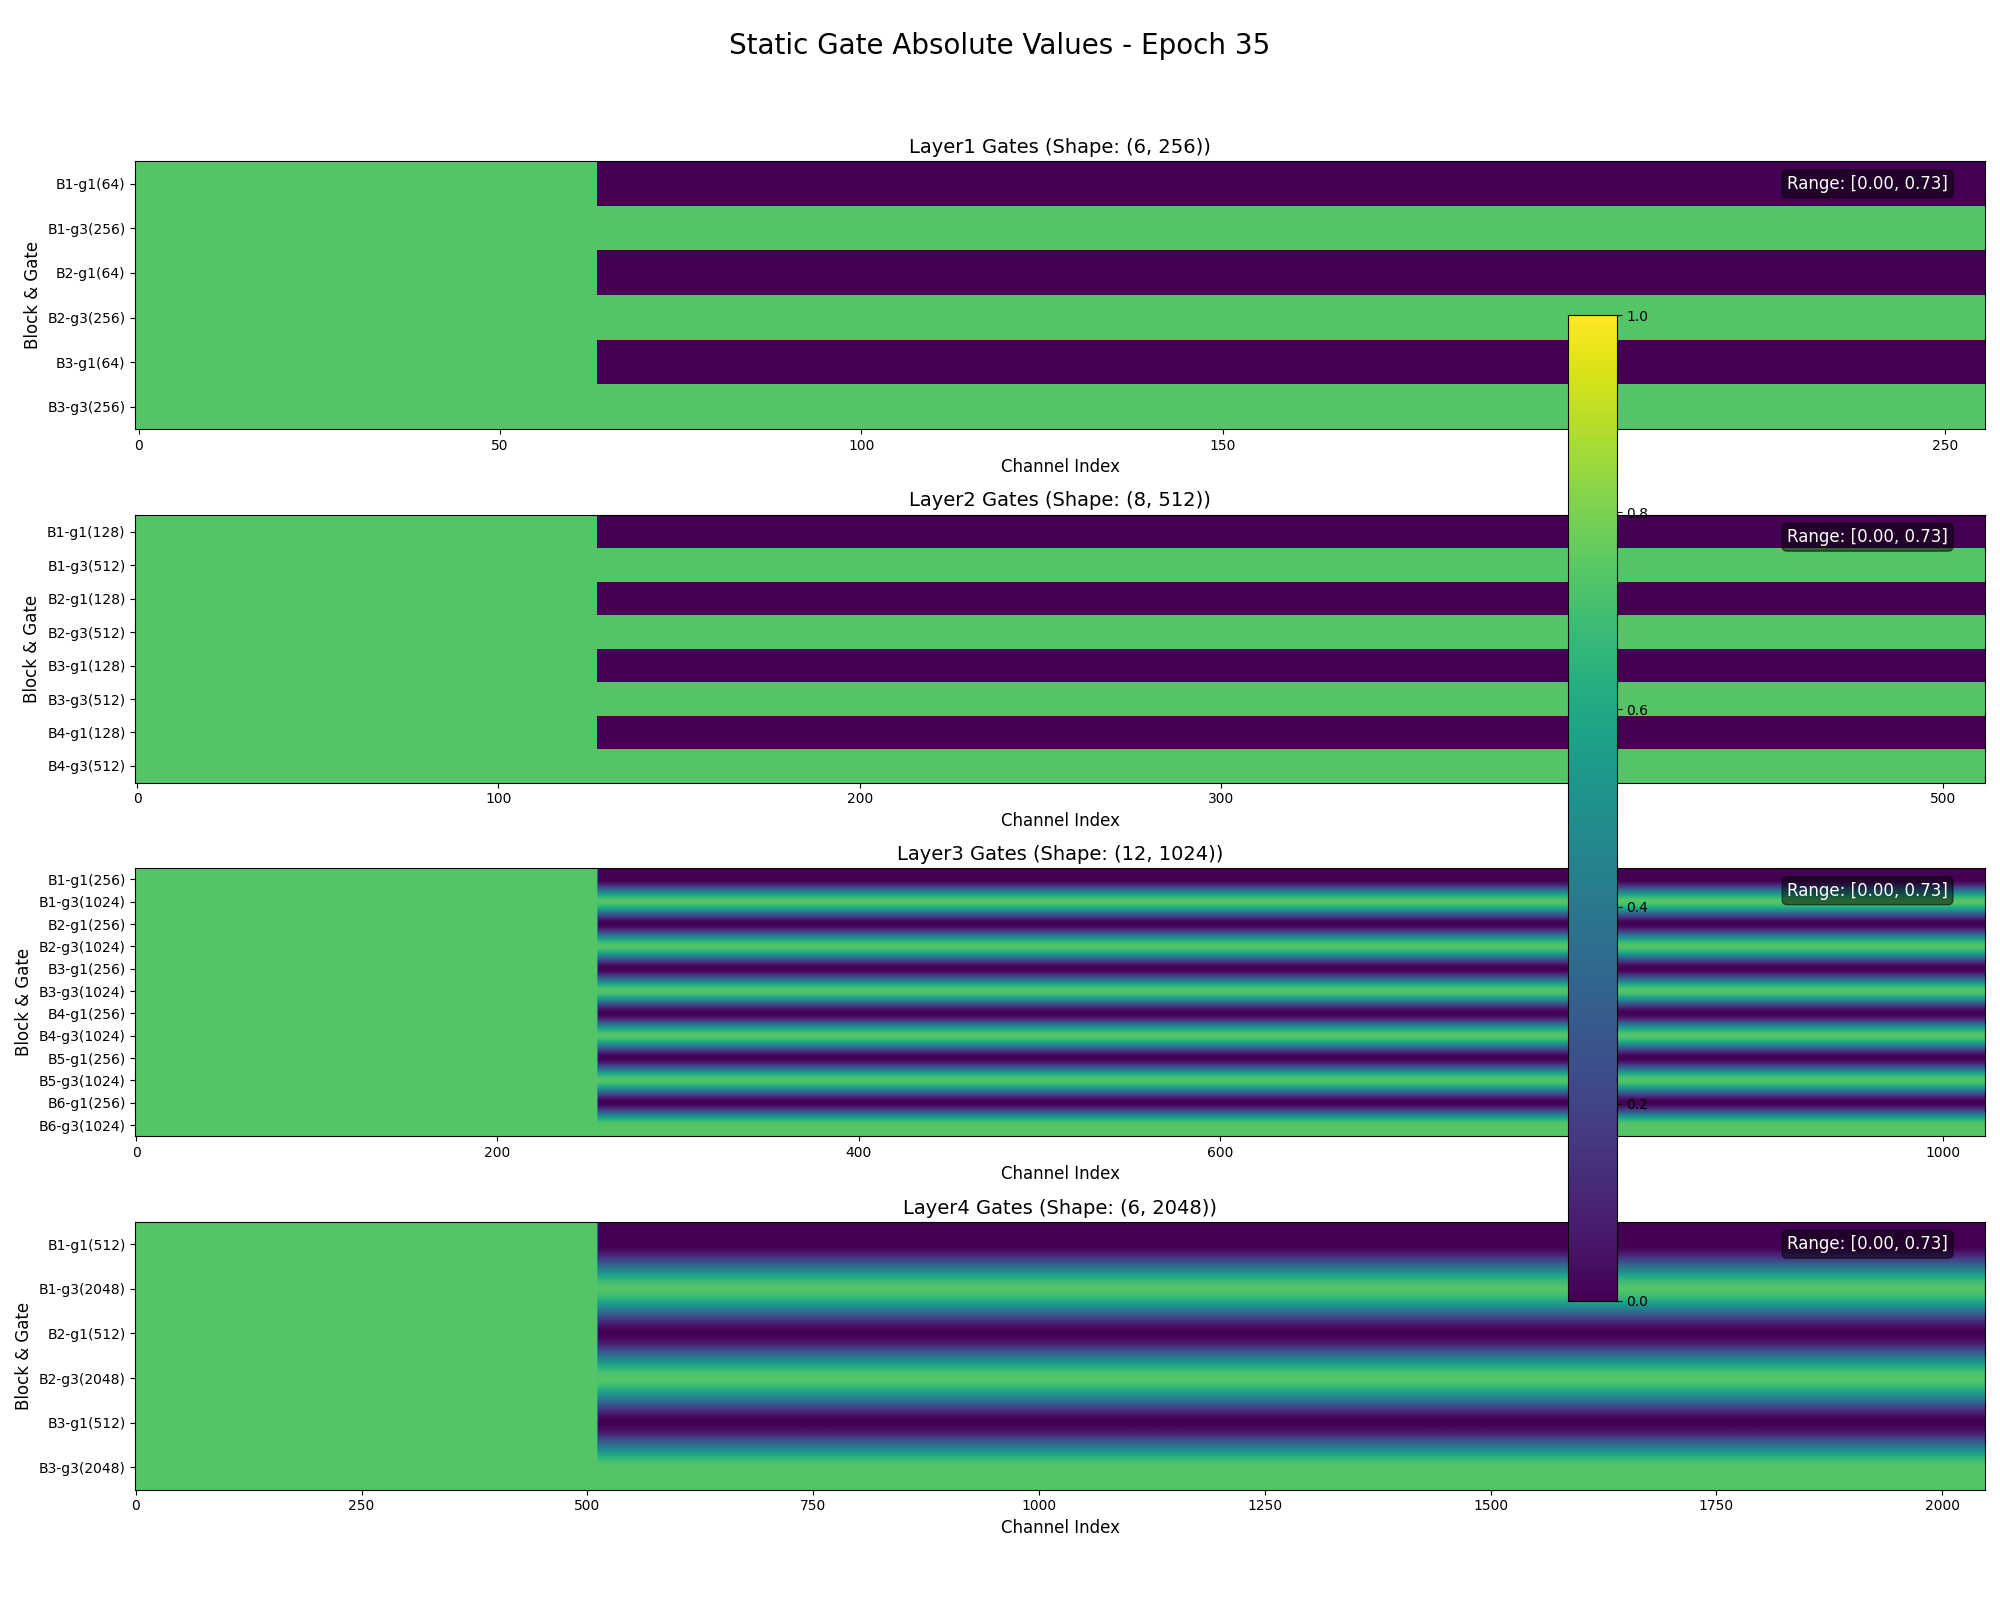 Static Gate Absolute Values - Epoch 35
Layer1 Gates (Shape: (6, 256))
Block & Gate
B1-g1(64)
B1-g3(256)
B2-g1(64)
B2-g3(256)
B3-g1(64)
B3-g3(256)
Range: [0.00, 0.73]
0 50 100 150 250
Channel Index
Layer2 Gates (Shape: (8, 512))
Block & Gate
B1-g1(128)
B1-g3(512)
B2-g1(128)
B2-g3(512)
B3-g1(128)
B3-g3(512)
B4-g1(128)
B4-g3(512)
Range: [0.00, 0.73]
0 100 200 300 500
Channel Index
Layer3 Gates (Shape: (12, 1024))
Block & Gate
B1-g1(256)
B1-g3(1024)
B2-g1(256)
B2-g3(1024)
B3-g1(256)
B3-g3(1024)
B4-g1(256)
B4-g3(1024)
B5-g1(256)
B5-g3(1024)
B6-g1(256)
B6-g3(1024)
Range: [0.00, 0.73]
0 200 400 600 1000
Channel Index
Layer4 Gates (Shape: (6, 2048))
Block & Gate
B1-g1(512)
B1-g3(2048)
B2-g1(512)
B2-g3(2048)
B3-g1(512)
B3-g3(2048)
Range: [0.00, 0.73]
0 250 500 750 1000 1250 1500 1750 2000
Channel Index
1.0
0.8
0.6
0.4
0.2
0.0